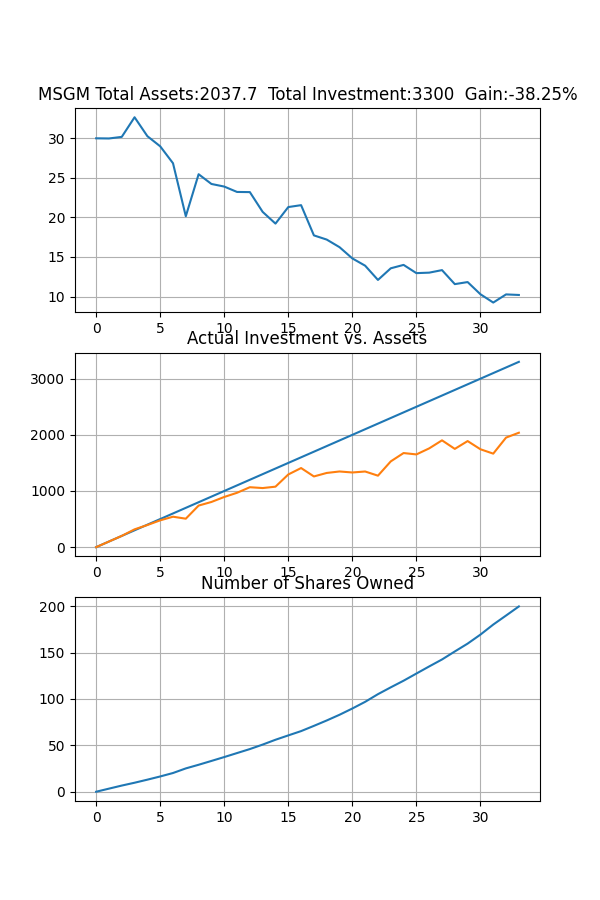 MSGM Total Assets:2037.7  Total Investment:3300  Gain:-38.25%
30
25
20
15
10
0 5 10 15 20 25 30
Actual Investment vs. Assets
3000
2000
1000
0
0 5 10 15 20 25 30
Number of Shares Owned
200
150
100
50
0
0 5 10 15 20 25 30